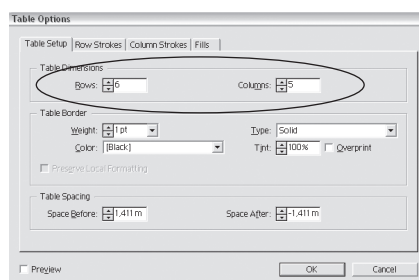 Table Options
Table Setup Row Strokes Column Strokes Fills
Table Dimensions
Rows: 6 Columns: 5
Table Border
Weight: 1 pt Type: Solid
Color: [Black] Tint: 100% Overprint
Preserve Local Formatting
Table Spacing
Space Before: 1,411 m Space After: -1,411 m
Preview OK Cancel